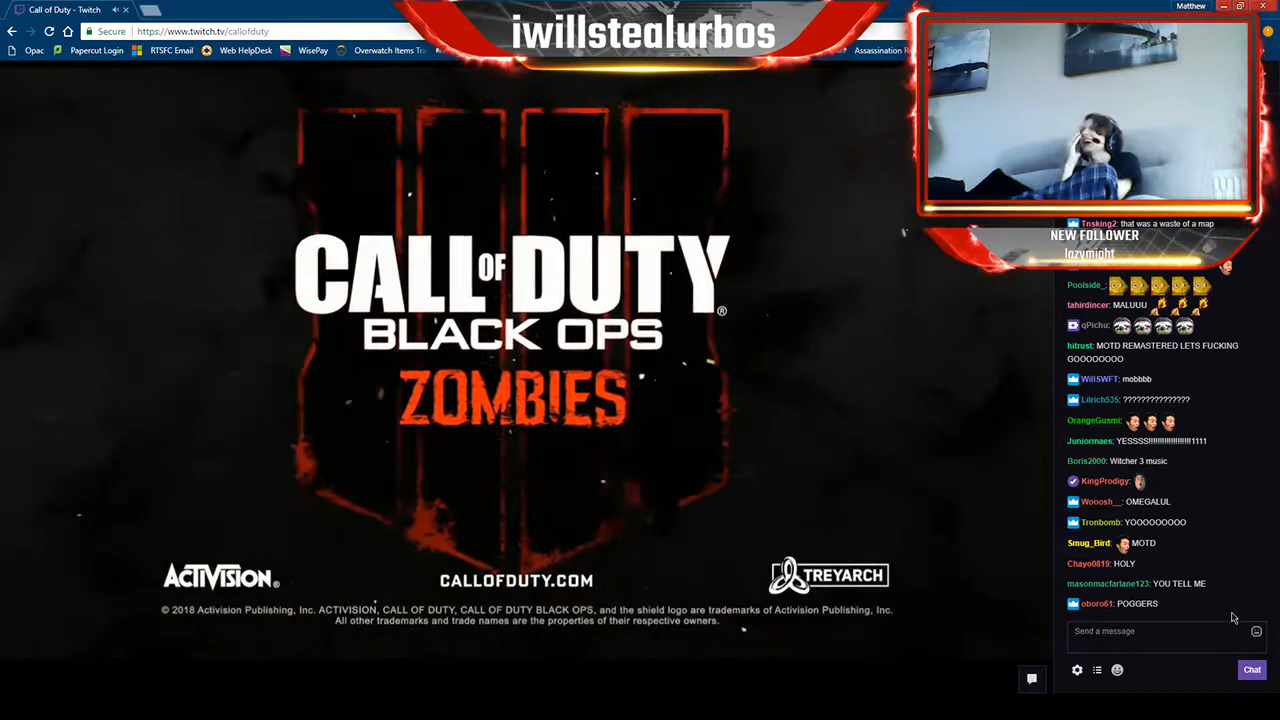 Call of Duty - Twitch
Matthew
Secure
https://www.twitch.tv/callofduty
Opac
Papercut Login
RTSFC Email
Web HelpDesk
WisePay
Overwatch Items Tra
Assassination R
iwillstealurbos
CALL OF DUTY®
BLACK OPS
ZOMBIES
ACTIVISION®
CALLOFDUTY.COM
TREYARCH
© 2018 Activision Publishing, Inc. ACTIVISION, CALL OF DUTY, CALL OF DUTY BLACK OPS, and the shield logo are trademarks of Activision Publishing, Inc.
All other trademarks and trade names are the properties of their respective owners.
Tnsking2: that was a waste of a map
NEW FOLLOWER
lozymight
Poolside_:
tahirdincer: MALUUU
qPichu:
hitrust: MOTD REMASTERED LETS FUCKING
GOOOOOOOO
WillSWFT: mobbbb
Lilrich535: ???????????????
OrangeGusmi:
Juniormaes: YESSSS!!!!!!!!!!!!!!!!!!!1111
Boris2000: Witcher 3 music
KingProdigy:
Wooosh__: OMEGALUL
Tronbomb: YOOOOOOOOO
Smug_Bird: MOTD
Chayo0819: HOLY
masonmacfarlane123: YOU TELL ME
oboro61: POGGERS
Send a message
Chat